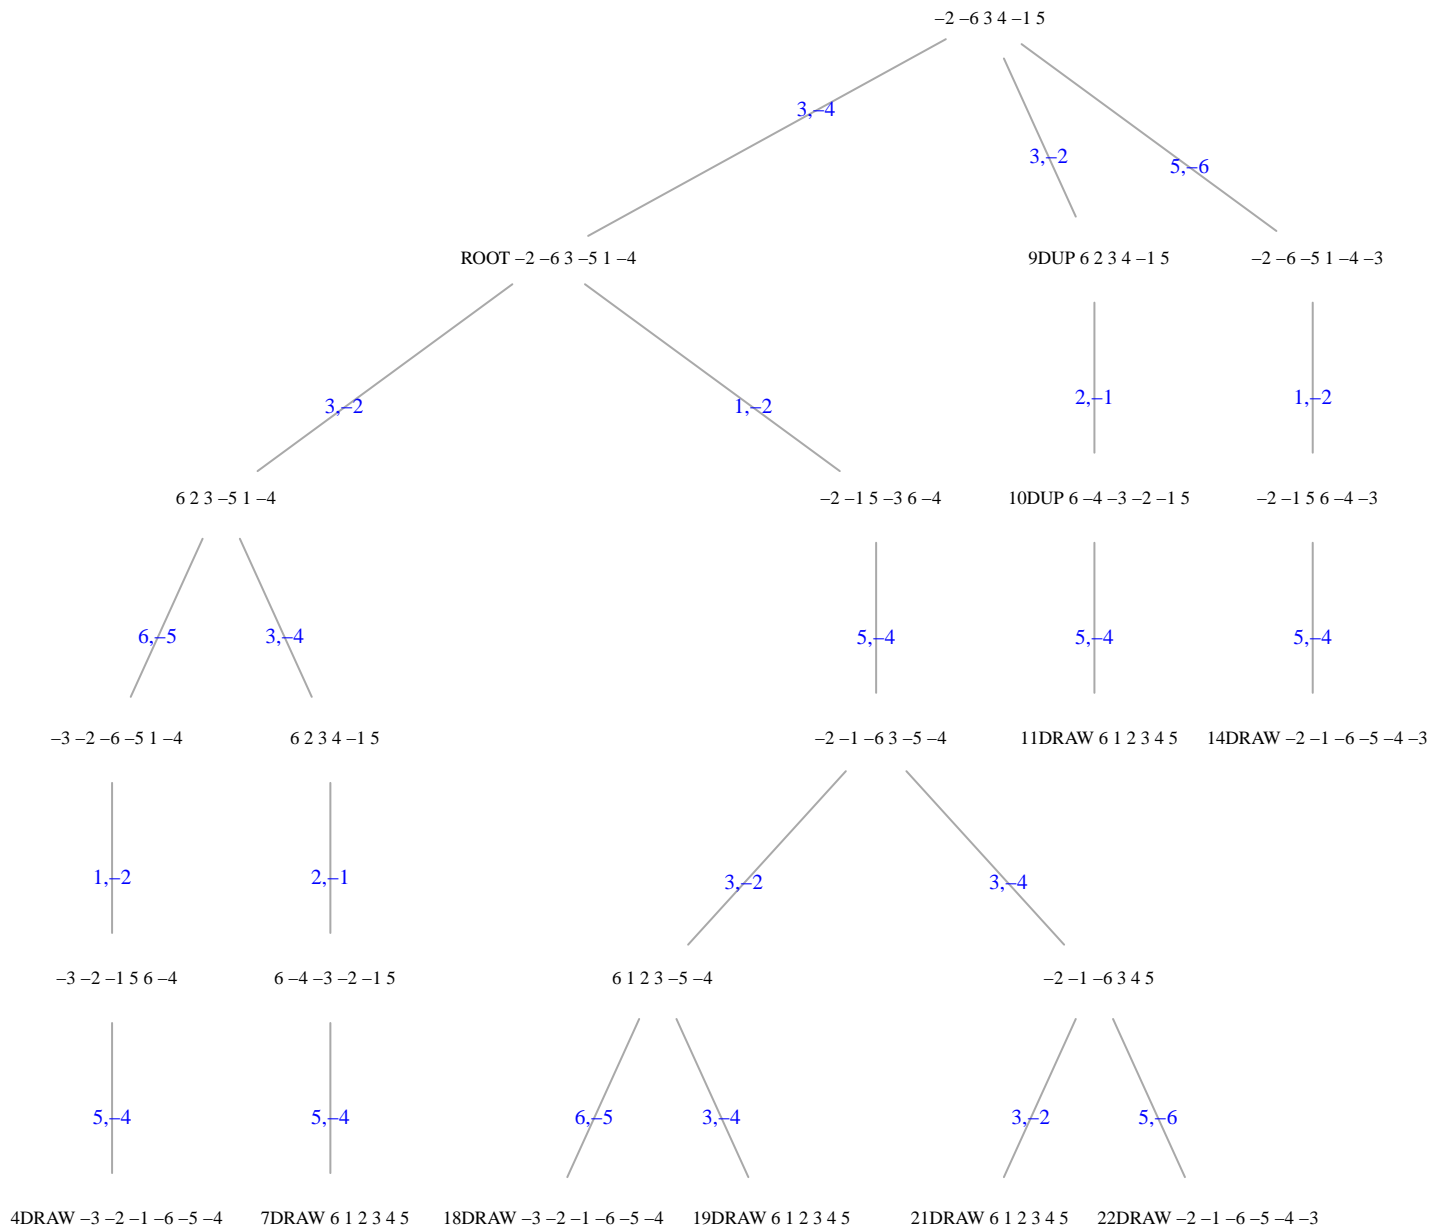 −2 −6 3 4 −1 5
3,−4
3,−2
5,−6
ROOT −2 −6 3 −5 1 −4
9DUP 6 2 3 4 −1 5
−2 −6 −5 1 −4 −3
3,−2
1,−2
2,−1
1,−2
6 2 3 −5 1 −4
−2 −1 5 −3 6 −4
10DUP 6 −4 −3 −2 −1 5
−2 −1 5 6 −4 −3
6,−5
3,−4
5,−4
5,−4
5,−4
−3 −2 −6 −5 1 −4
6 2 3 4 −1 5
−2 −1 −6 3 −5 −4
11DRAW 6 1 2 3 4 5
14DRAW −2 −1 −6 −5 −4 −3
1,−2
2,−1
3,−2
3,−4
−3 −2 −1 5 6 −4
6 −4 −3 −2 −1 5
6 1 2 3 −5 −4
−2 −1 −6 3 4 5
5,−4
5,−4
6,−5
3,−4
3,−2
5,−6
4DRAW −3 −2 −1 −6 −5 −4
7DRAW 6 1 2 3 4 5
18DRAW −3 −2 −1 −6 −5 −4
19DRAW 6 1 2 3 4 5
21DRAW 6 1 2 3 4 5
22DRAW −2 −1 −6 −5 −4 −3